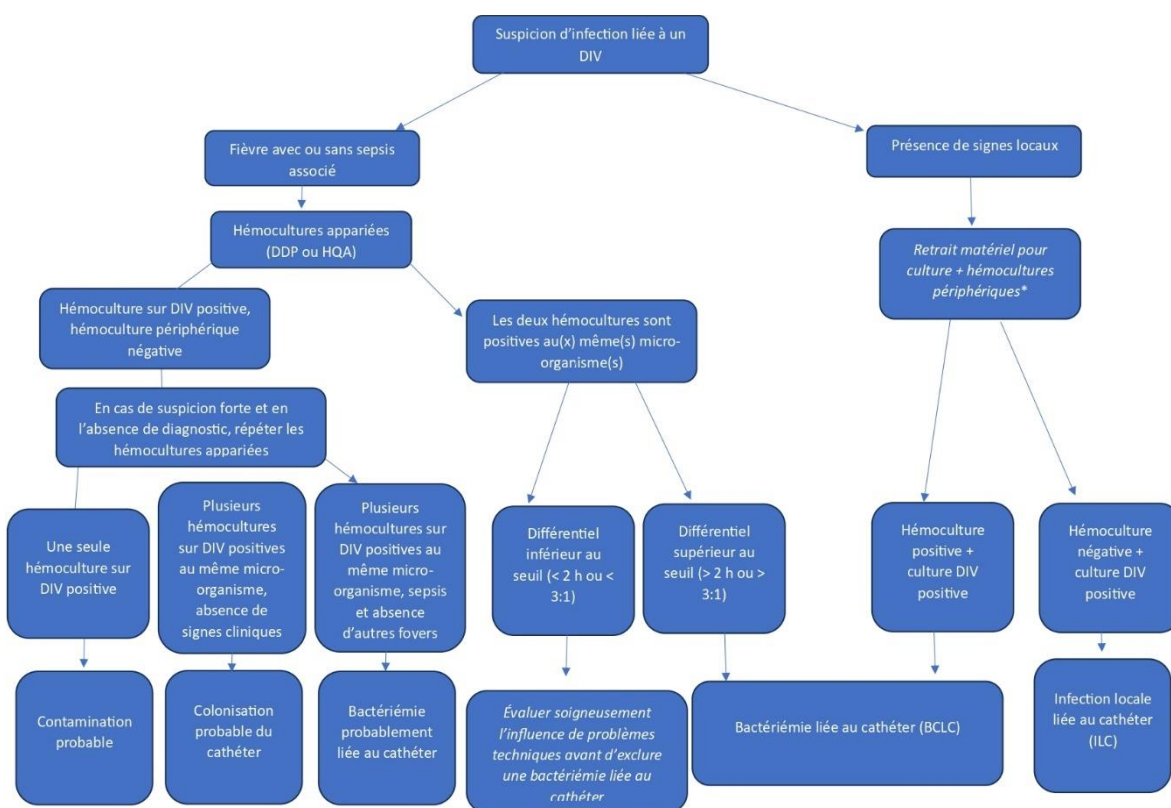 Suspicion d'infection liée à un
DIV
Fièvre avec ou sans sepsis
associé
Présence de signes locaux
Hémocultures appariées
(DDP ou HQA)
Retrait matériel pour
culture + hémocultures
périphériques*
Hémoculture sur DIV positive,
hémoculture périphérique
négative
Les deux hémocultures sont
positives au(x) même(s) micro-
organisme(s)
En cas de suspicion forte et en
l'absence de diagnostic, répéter les
hémocultures appariées
Une seule
hémoculture sur
DIV positive
Plusieurs
hémocultures
sur DIV positives
au même micro-
organisme,
absence de
signes cliniques
Plusieurs
hémocultures sur
DIV positives au
même micro-
organisme, sepsis
et absence
d'autres foyers
Différentiel
inférieur au
seuil (< 2 h ou <
3:1)
Différentiel
supérieur au
seuil (> 2 h ou >
3:1)
Hémoculture
positive +
culture DIV
positive
Hémoculture
négative +
culture DIV
positive
Contamination
probable
Colonisation
probable du
cathéter
Bactériémie
probablement
liée au cathéter
Évaluer soigneusement
l'influence de problèmes
techniques avant d'exclure
une bactériémie liée au
cathéter
Bactériémie liée au cathéter (BCLC)
Infection locale
liée au cathéter
(ILC)